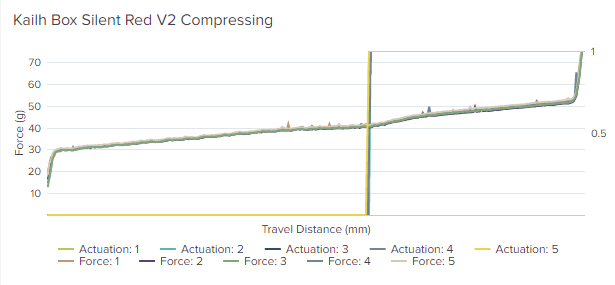 Kailh Box Silent Red V2 Compressing
70
60
50
40
30
20
10
Force (g)
1
0.5
Travel Distance (mm)
Actuation: 1 Actuation: 2 Actuation: 3 Actuation: 4 Actuation: 5
Force: 1 Force: 2 Force: 3 Force: 4 Force: 5